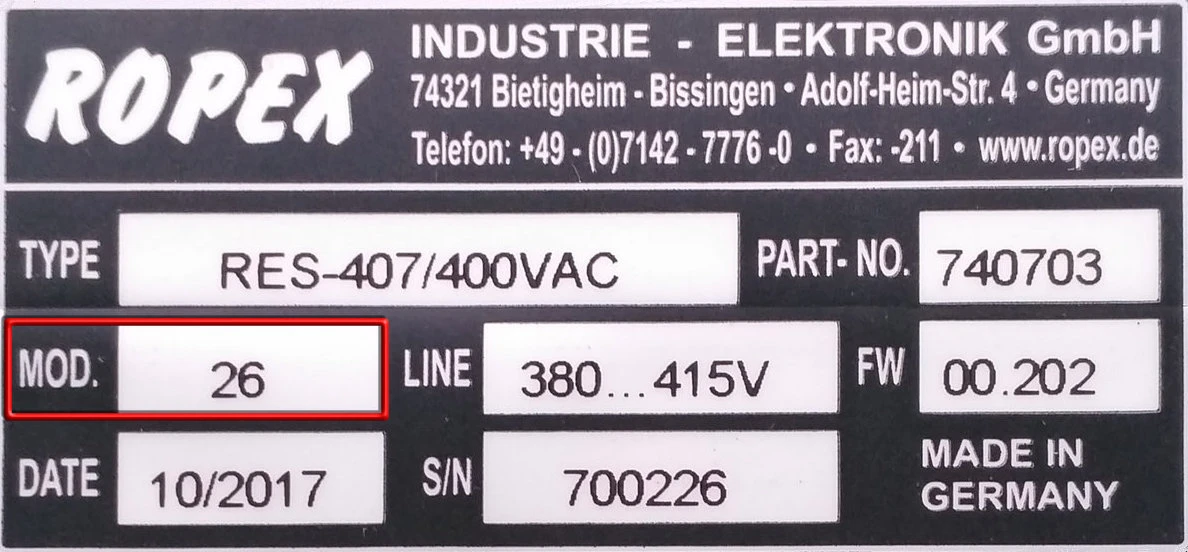 ROPEX
INDUSTRIE - ELEKTRONIK GmbH
74321 Bietigheim - Bissingen • Adolf-Heim-Str. 4 • Germany
Telefon: +49 - (0)7142 - 7776 -0 • Fax: -211 • www.ropex.de
TYPE RES-407/400VAC PART- NO. 740703
MOD. 26 LINE 380...415V FW 00.202
DATE 10/2017 S/N 700226 MADE IN
GERMANY